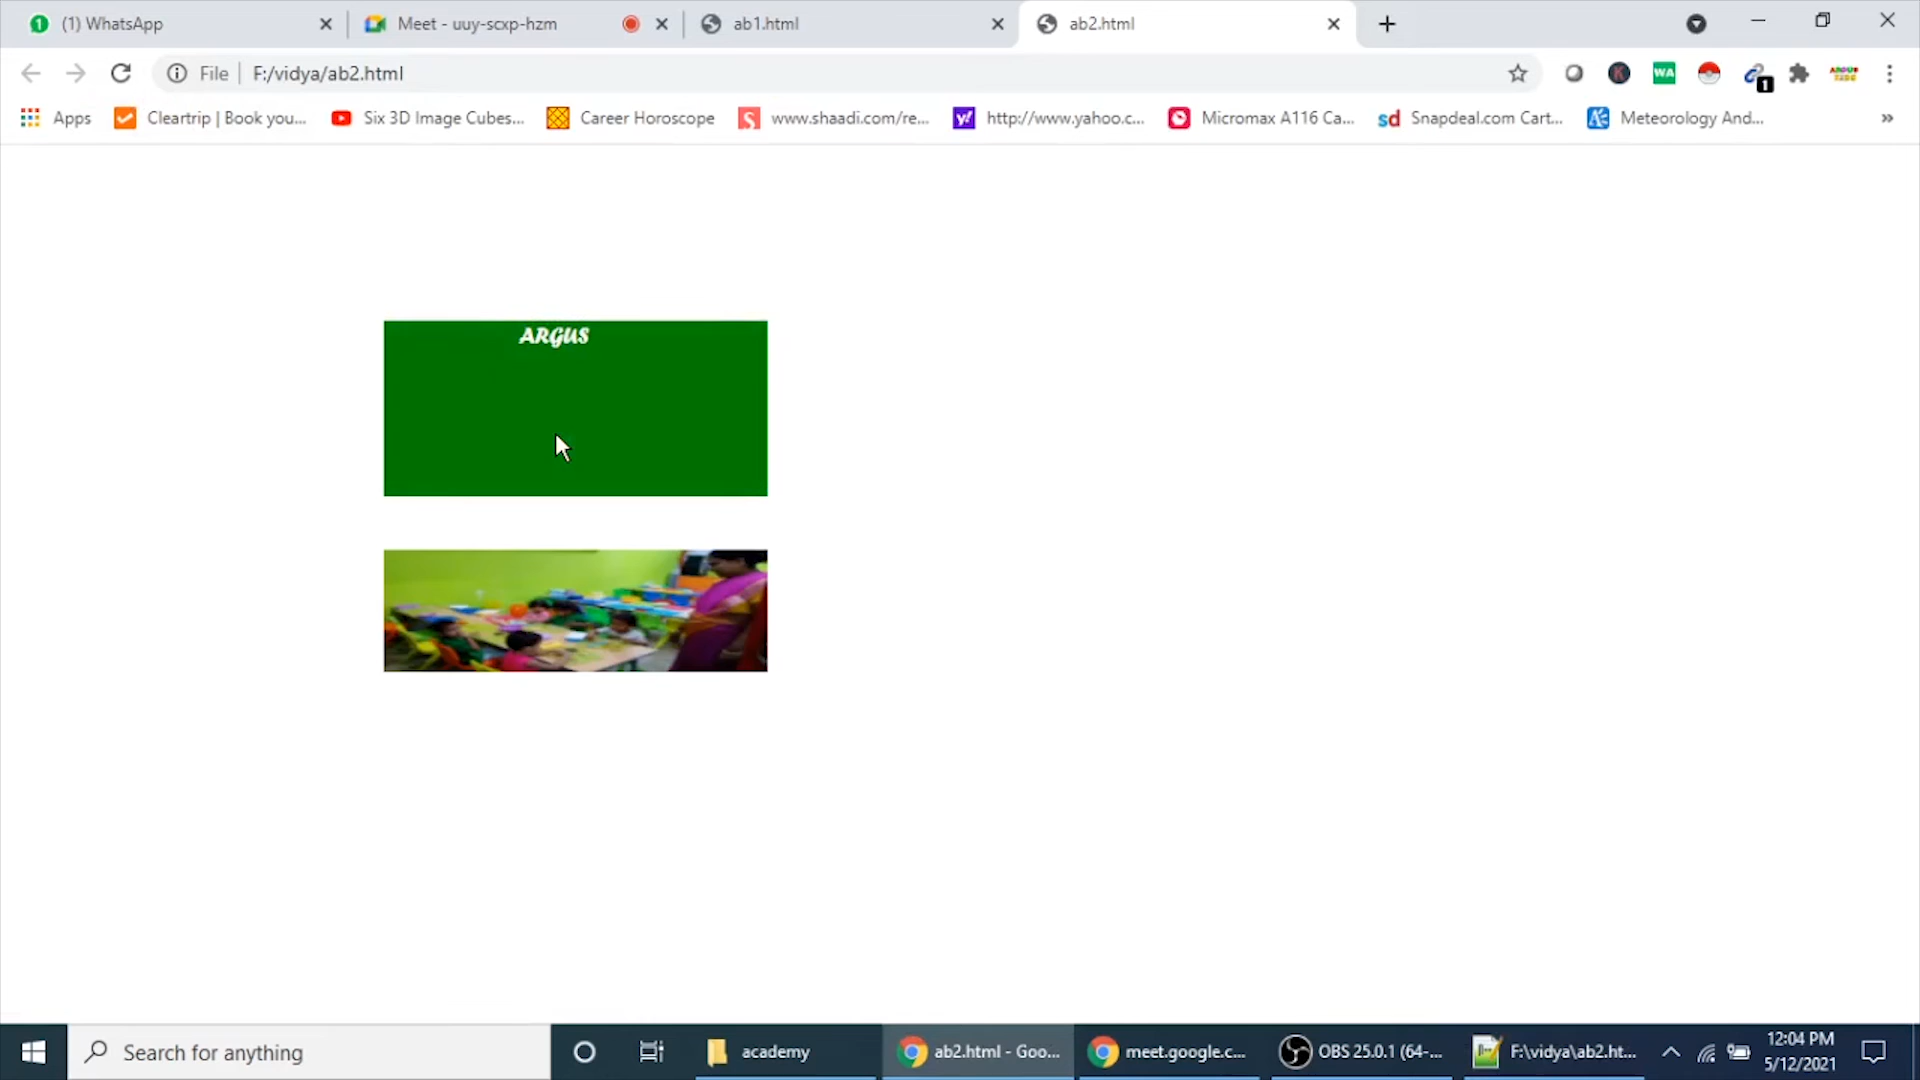 (1) WhatsApp
Meet - uuy-scxp-hzm
ab1.html
ab2.html
File
F:/vidya/ab2.html
WA
1
Apps
Cleartrip | Book you...
Six 3D Image Cubes...
Career Horoscope
www.shaadi.com/re...
http://www.yahoo.c...
Micromax A116 Ca...
sd
Snapdeal.com Cart...
Meteorology And...
ARGUS
Search for anything
academy
ab2.html - Goo...
meet.google.c...
OBS 25.0.1 (64-...
F:\vidya\ab2.ht...
12:04 PM
5/12/2021